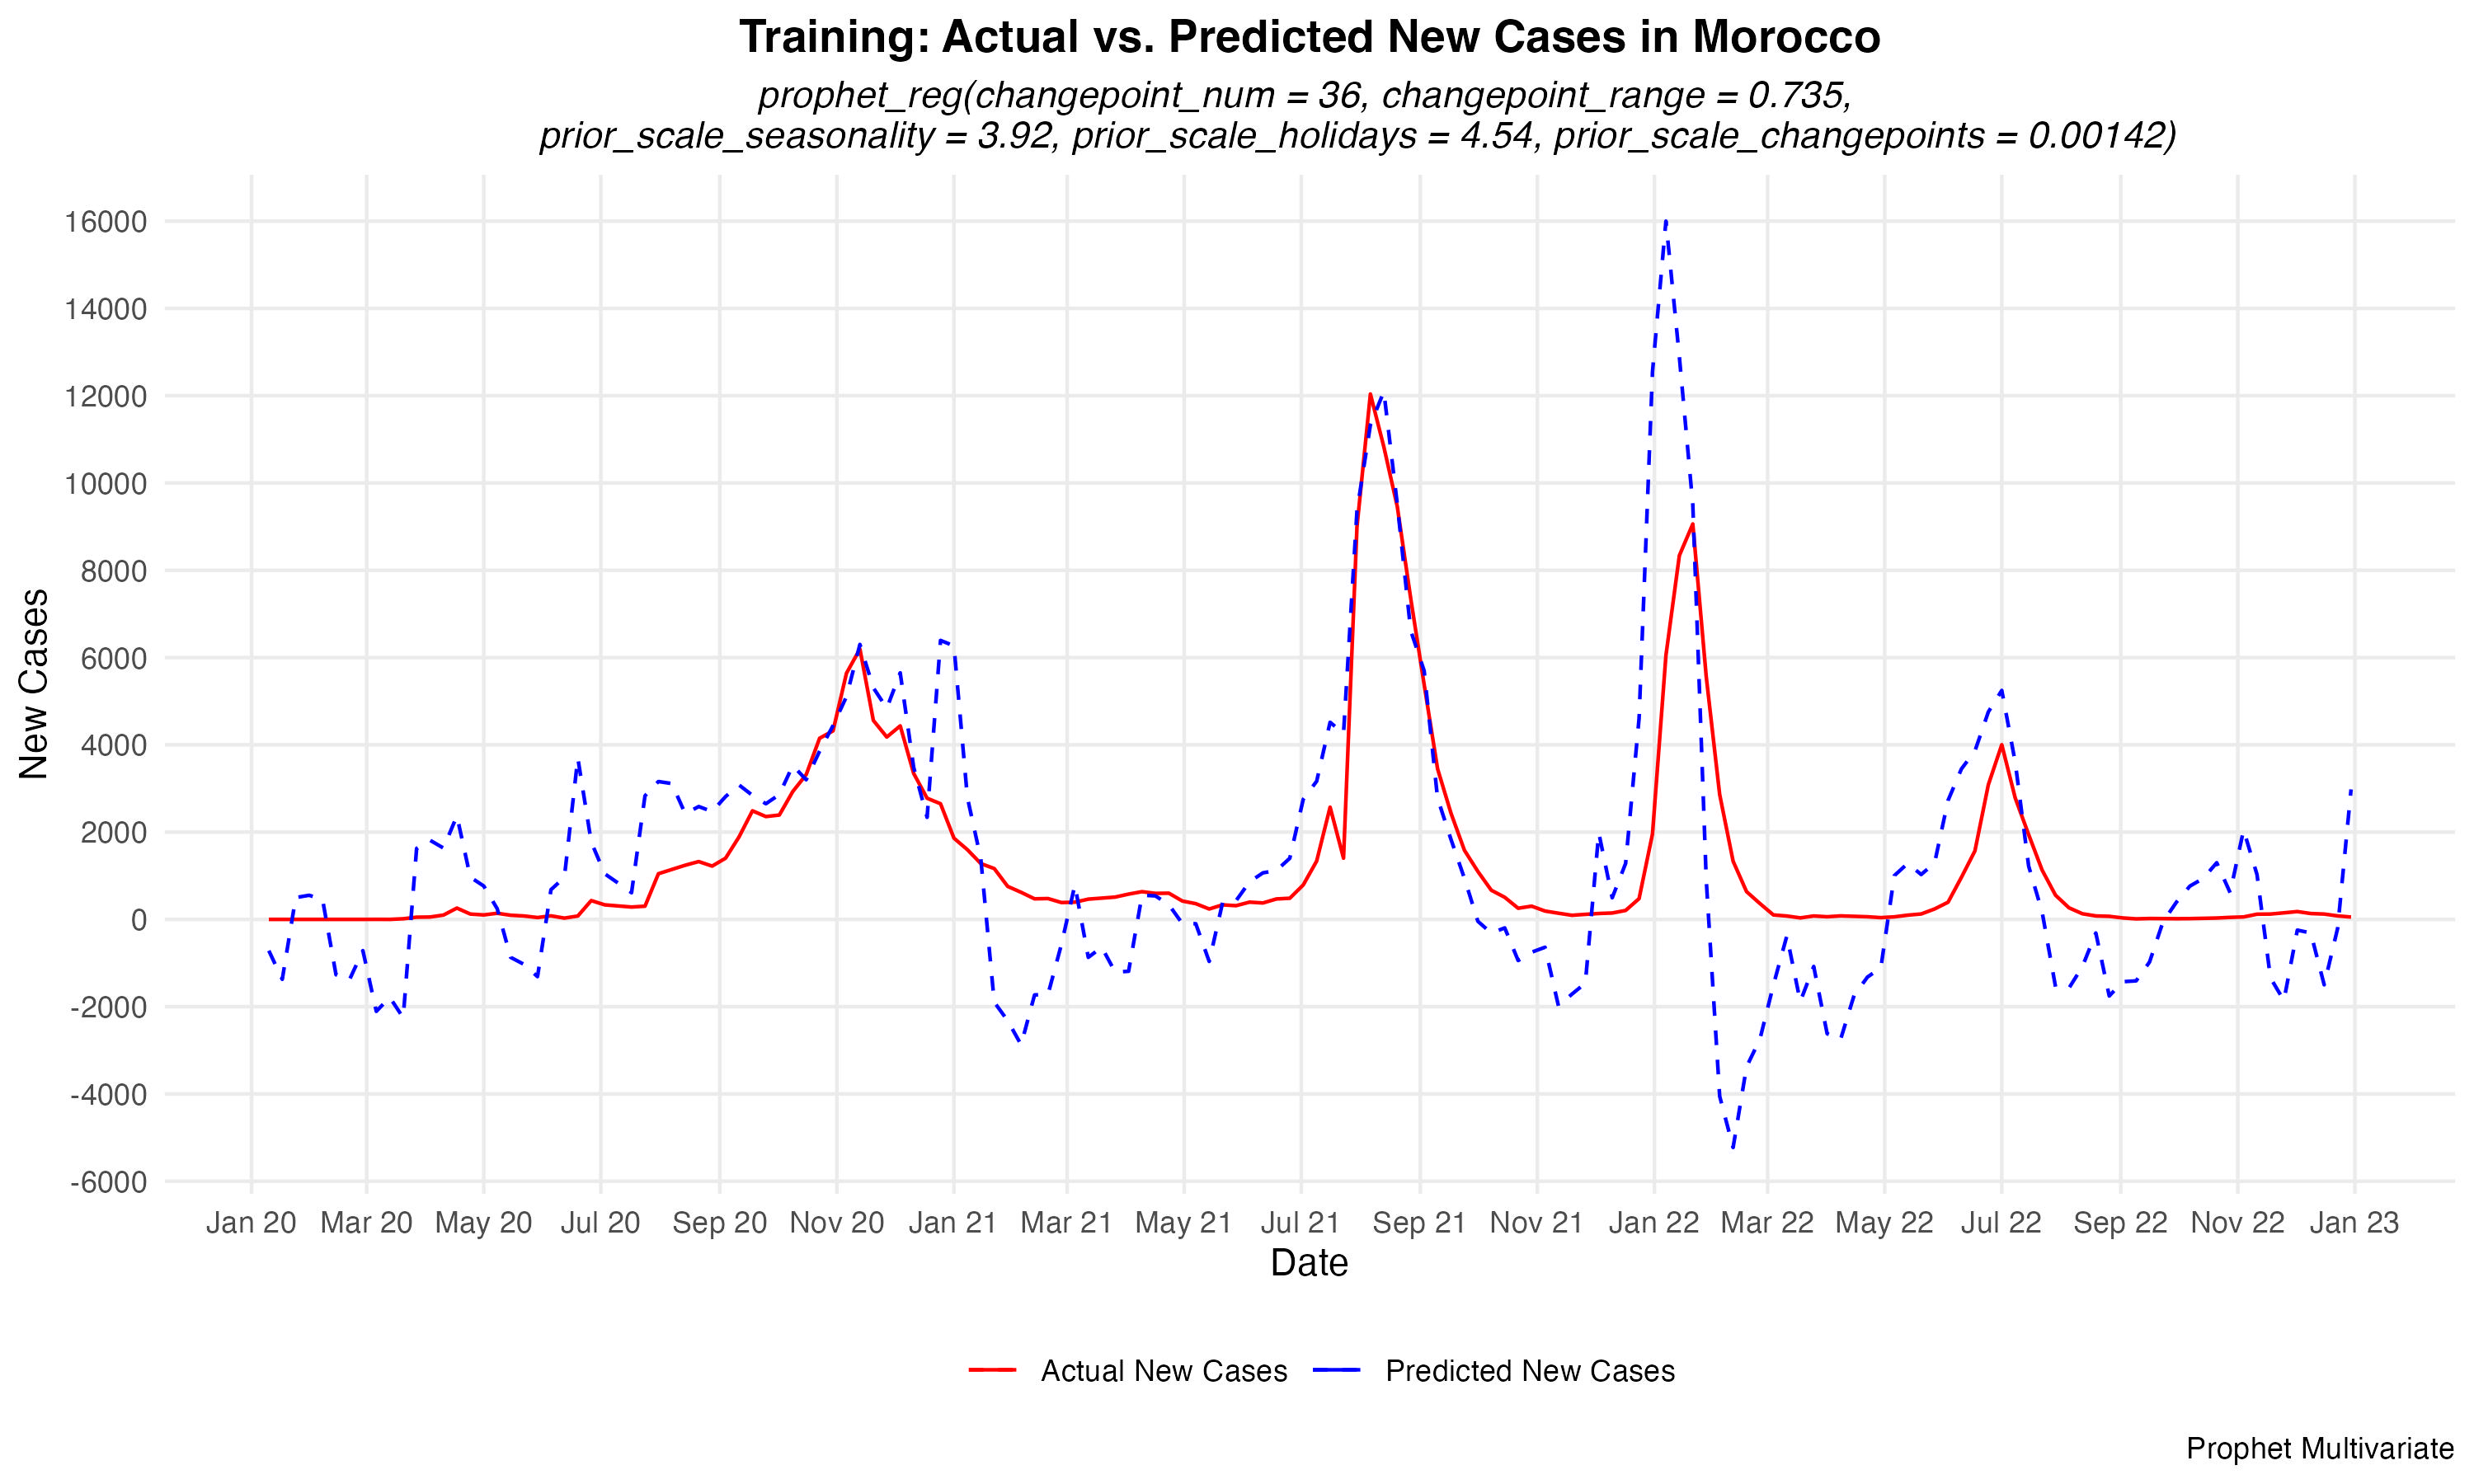 Training: Actual vs. Predicted New Cases in Morocco
prophet_reg(changepoint_num = 36, changepoint_range = 0.735,
prior_scale_seasonality = 3.92, prior_scale_holidays = 4.54, prior_scale_changepoints = 0.00142)
New Cases
16000
14000
12000
10000
8000
6000
4000
2000
0
-2000
-4000
-6000
Jan 20 Mar 20 May 20 Jul 20 Sep 20 Nov 20 Jan 21 Mar 21 May 21 Jul 21 Sep 21 Nov 21 Jan 22 Mar 22 May 22 Jul 22 Sep 22 Nov 22 Jan 23
Date
Actual New Cases Predicted New Cases
Prophet Multivariate